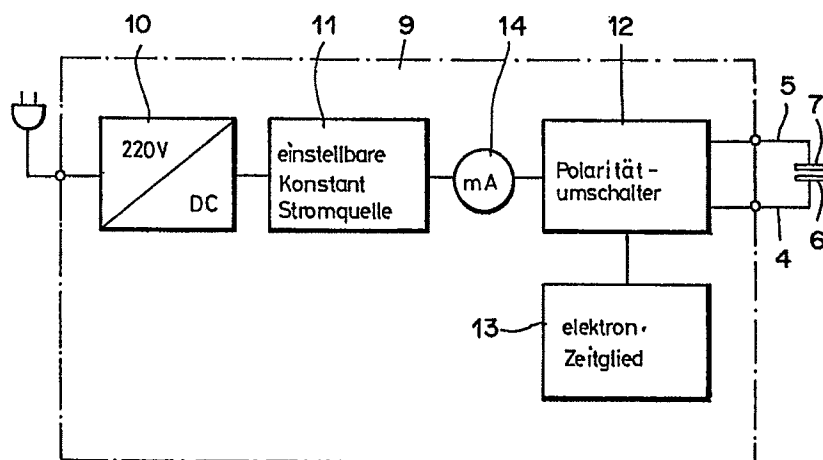 10
11
9
14
12
5
7
220V
DC
einstellbare
Konstant
Stromquelle
mA
Polarität-
umschalter
4
6
13
elektron.
Zeitglied